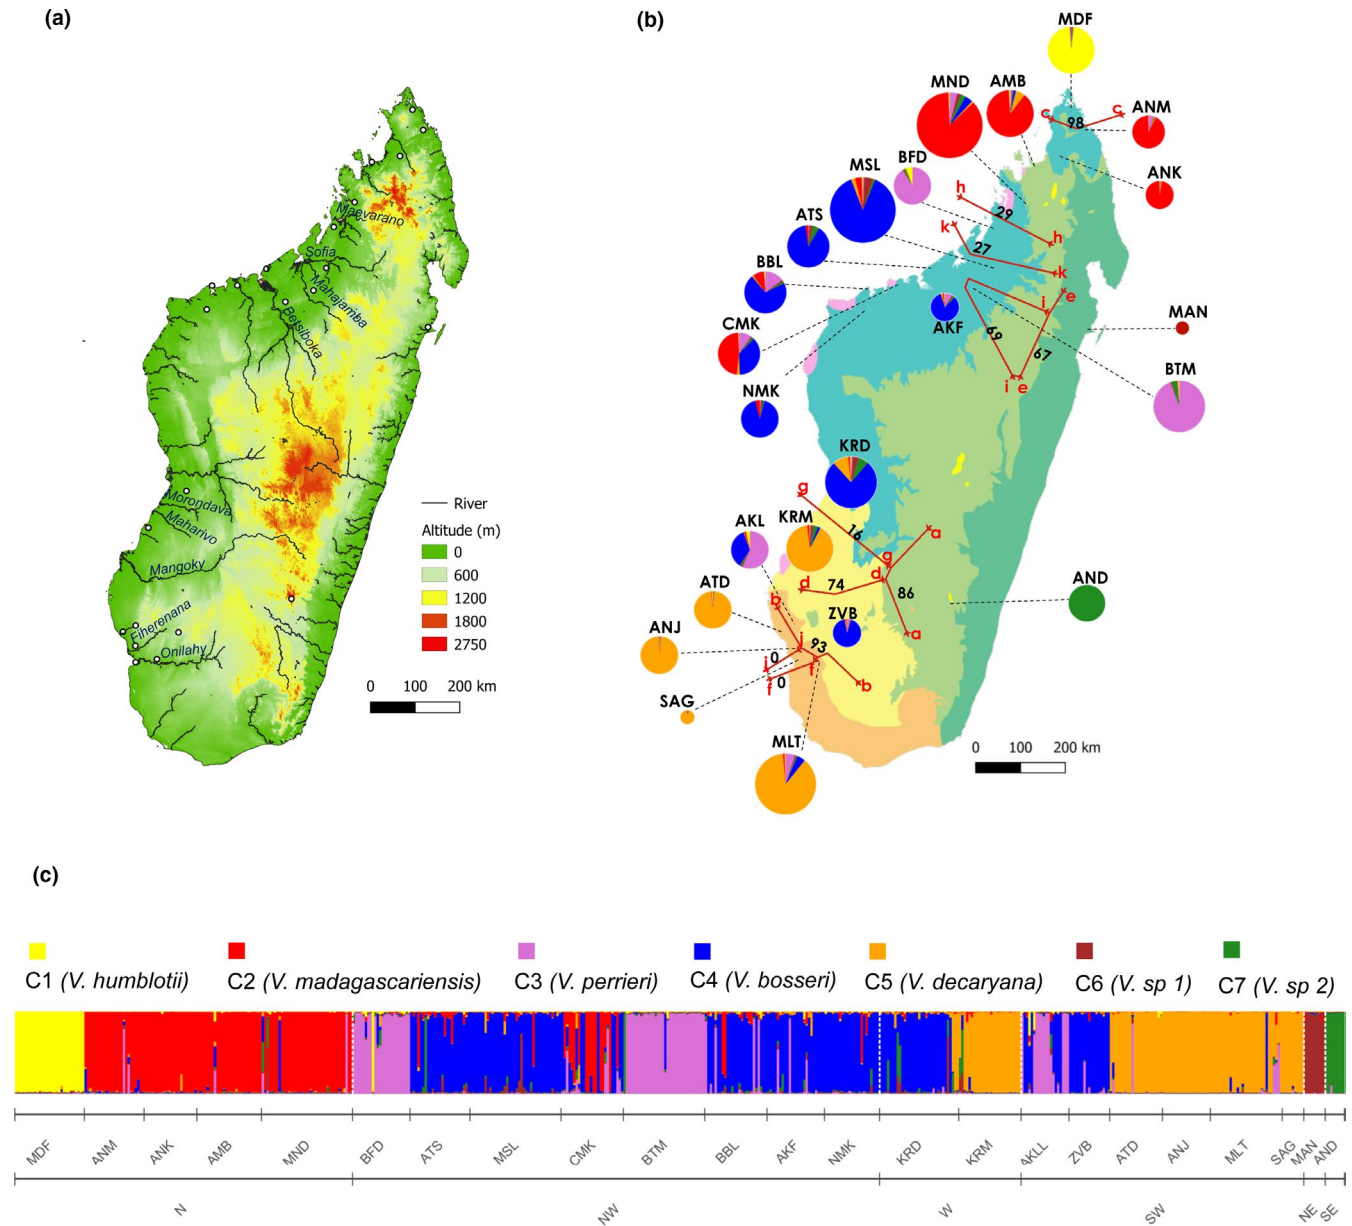 (a)
Maevarano
Sofia
Mahajamba
Betsiboka
Morondava
Maharivo
Mangoky
Fiherenana
Onilahy
River
Altitude (m)
0
600
1200
1800
2750
0 100 200 km
(b)
MDF
MND
AMB
ANM
c
98
c
BFD
MSL
ANK
h
29
ATS
k
h
27
k
BBL
i
e
AKF
MAN
CMK
69
67
BTM
NMK
i
e
KRD
g
AKL
KRM
16
a
g
d
d
74
AND
ATD
86
b
ZVB
ANJ
a
j
93
j
0
f
f
0
b
SAG
MLT
0 100 200 km
(c)
C1 (V. humblotii)
C2 (V. madagascariensis)
C3 (V. perrieri)
C4 (V. bosseri)
C5 (V. decaryana)
C6 (V. sp 1)
C7 (V. sp 2)
MDF ANM ANK AMB MND BFD ATS MSL CMK BTM BBL AKF NMK KRD KRM AKLL ZVB ATD ANJ MLT SAG MAN AND
N NW W SW NE SE